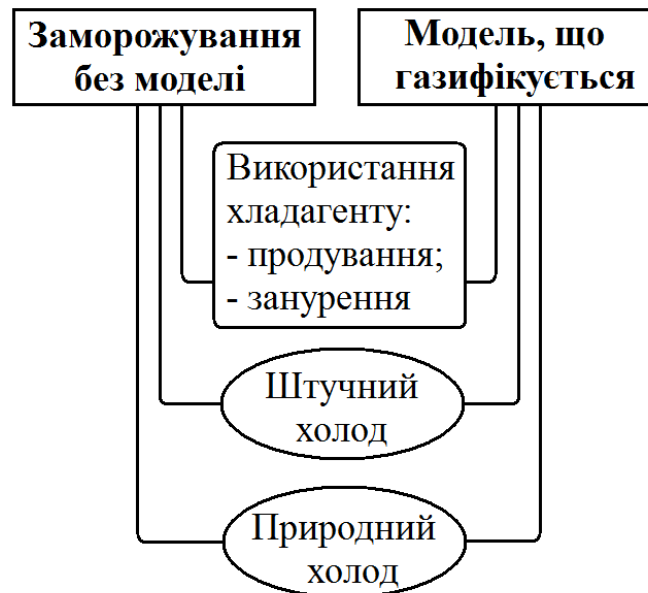 Заморожування
без моделі
Модель, що
газифікується
Використання
хладагенту:
- продування;
- занурення
Штучний
холод
Природний
холод